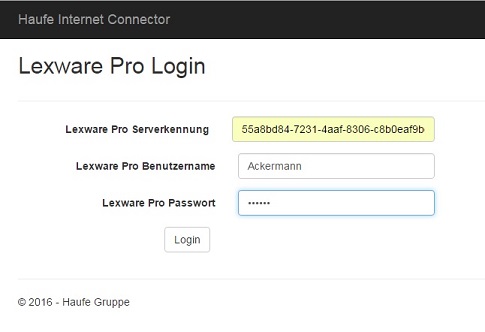 Haufe Internet Connector
Lexware Pro Login
Lexware Pro Serverkennung 55a8bd84-7231-4aaf-8306-c8b0eaf9b
Lexware Pro Benutzername Ackermann
Lexware Pro Passwort ••••••
Login
© 2016 - Haufe Gruppe